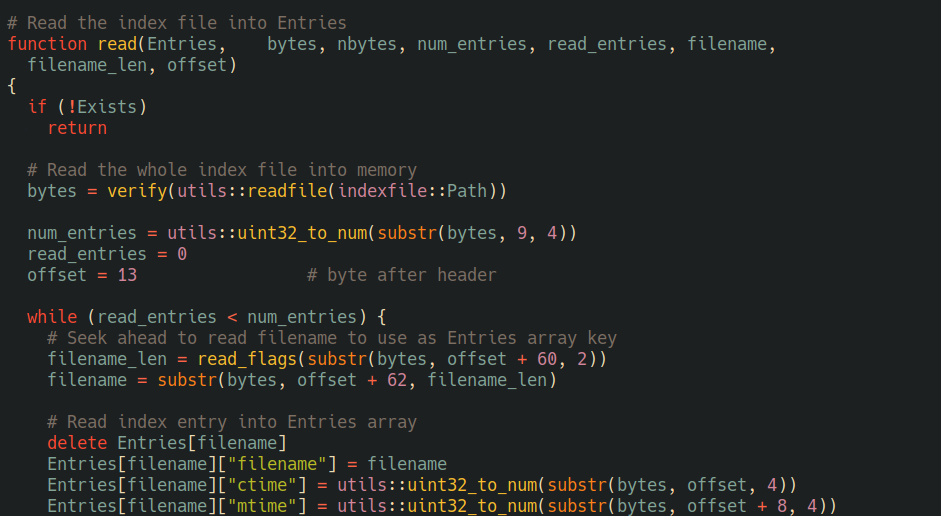 # Read the index file into Entries
function read(Entries,    bytes, nbytes, num_entries, read_entries, filename,
  filename_len, offset)
{
  if (!Exists)
    return

  # Read the whole index file into memory
  bytes = verify(utils::readfile(indexfile::Path))

  num_entries = utils::uint32_to_num(substr(bytes, 9, 4))
  read_entries = 0
  offset = 13                 # byte after header

  while (read_entries < num_entries) {
    # Seek ahead to read filename to use as Entries array key
    filename_len = read_flags(substr(bytes, offset + 60, 2))
    filename = substr(bytes, offset + 62, filename_len)

    # Read index entry into Entries array
    delete Entries[filename]
    Entries[filename]["filename"] = filename
    Entries[filename]["ctime"] = utils::uint32_to_num(substr(bytes, offset, 4))
    Entries[filename]["mtime"] = utils::uint32_to_num(substr(bytes, offset + 8, 4))